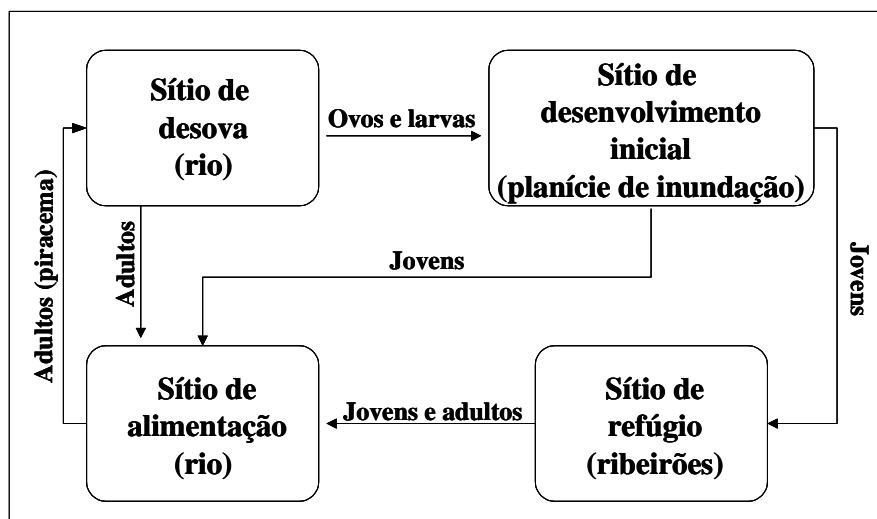 Sítio de
desova
(rio)
Ovos e larvas
Sítio de
desenvolvimento
inicial
(planície de inundação)
Adultos (piracema)
Adultos
Jovens
Jovens
Sítio de
alimentação
(rio)
Jovens e adultos
Sítio de
refúgio
(ribeirões)